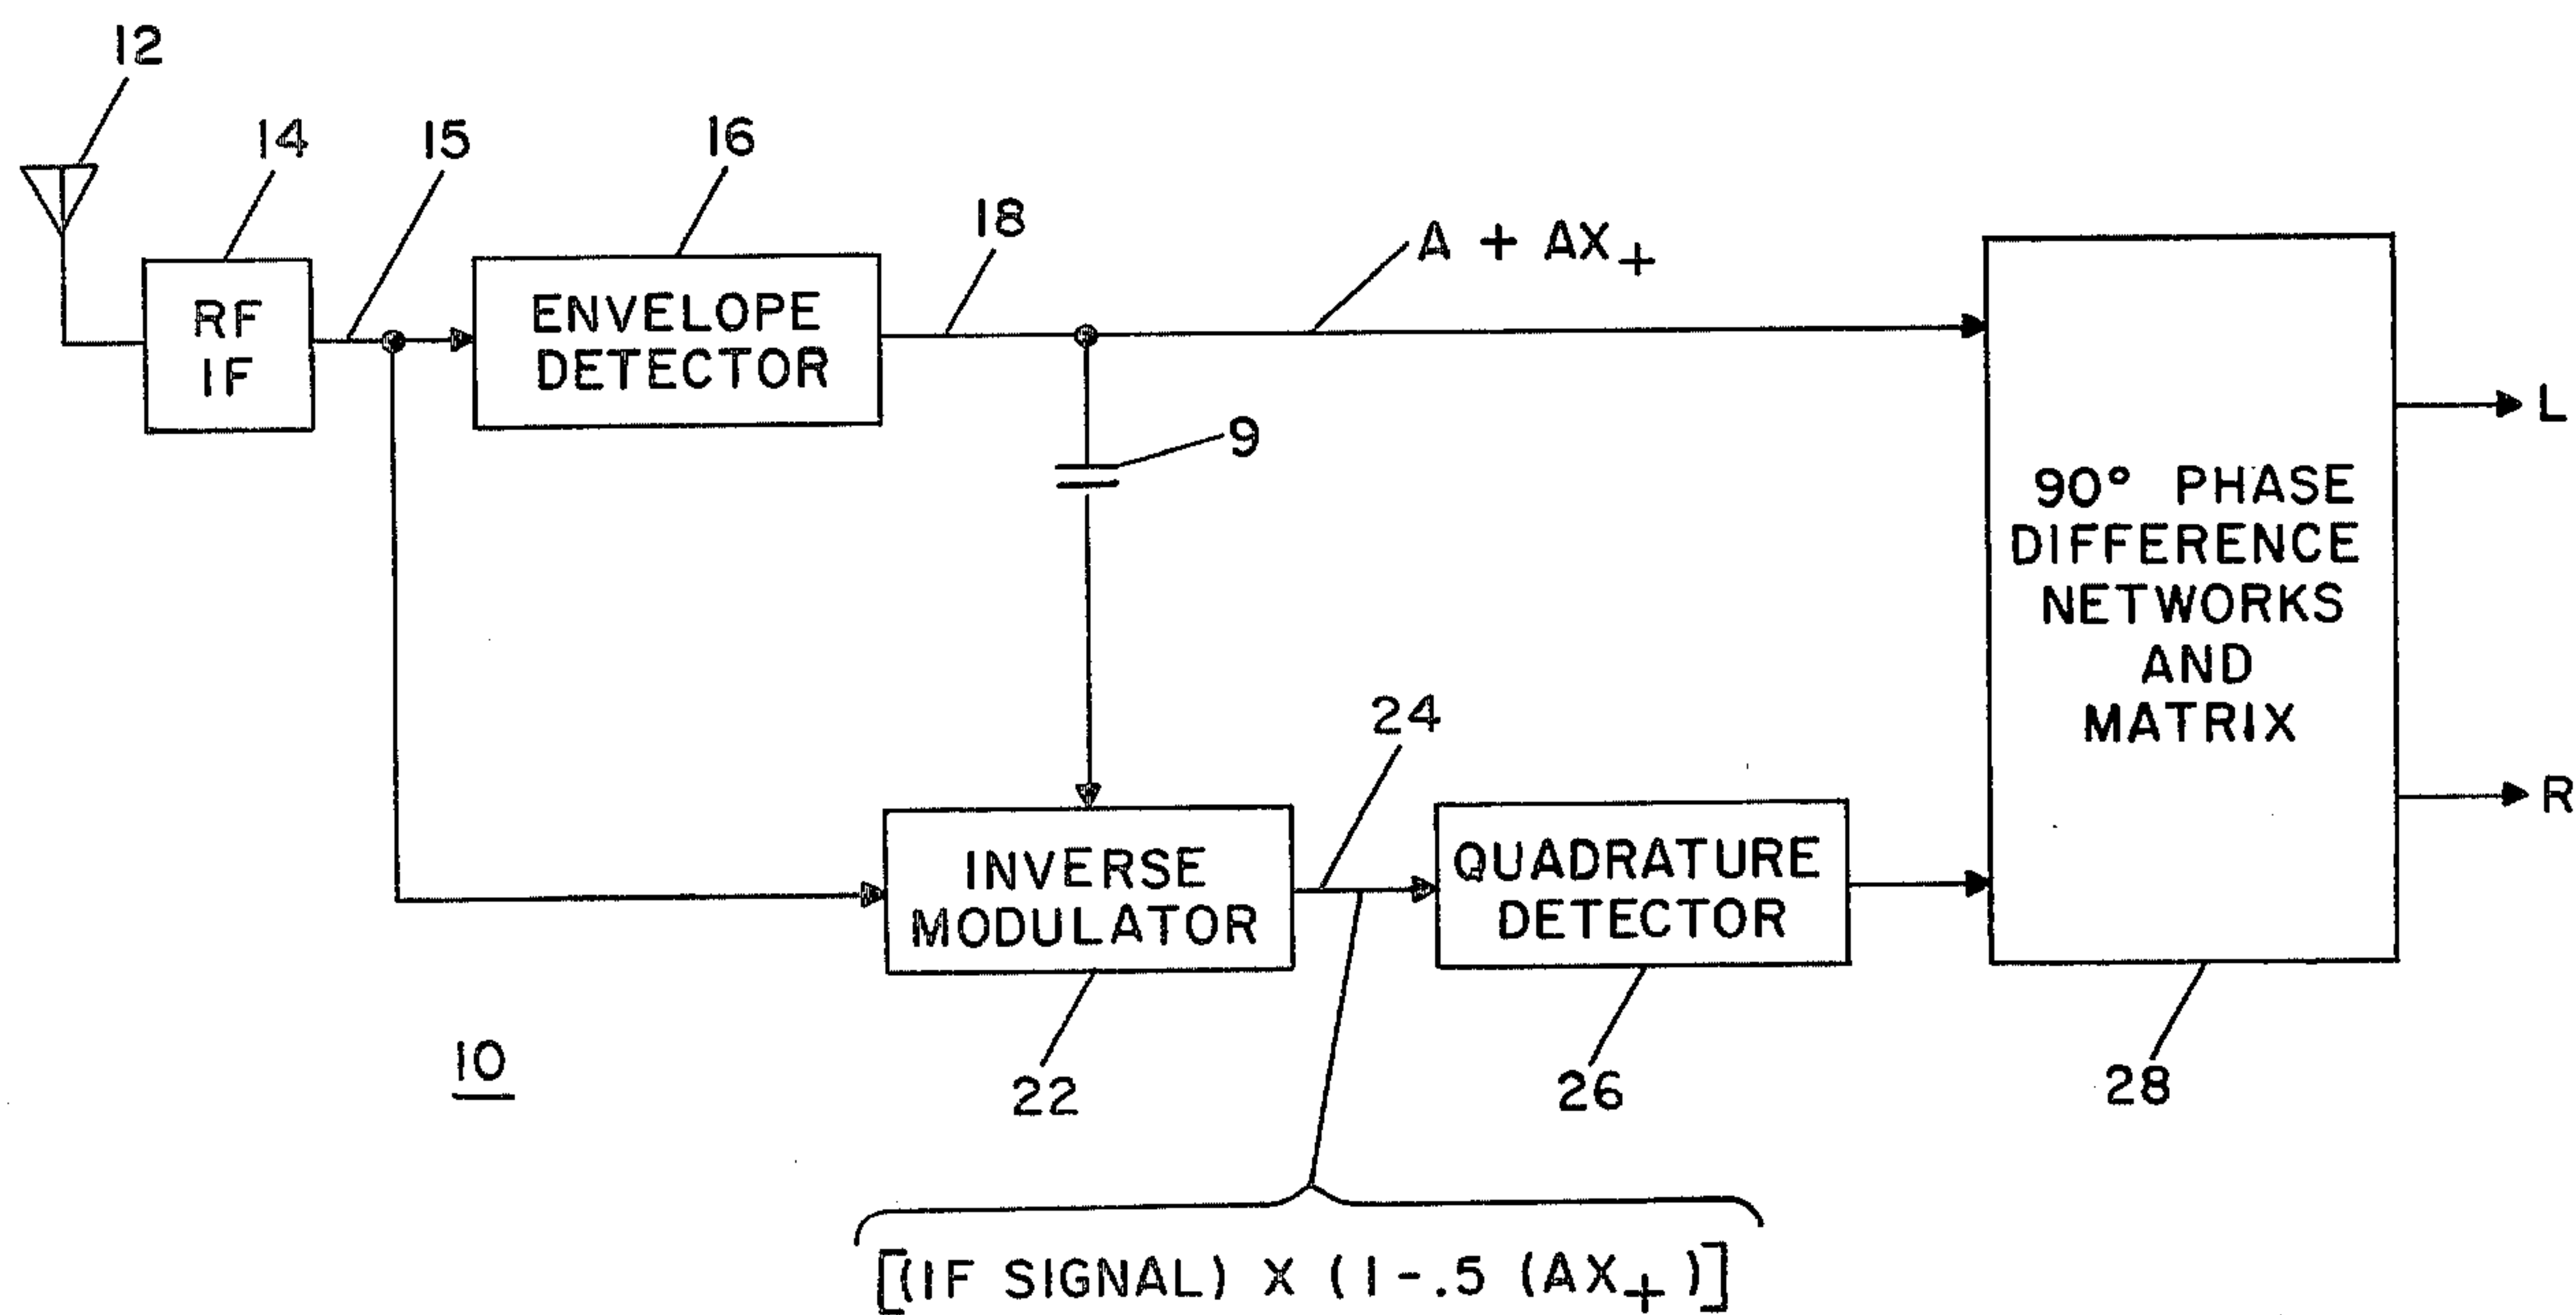 12
14
15
16
18
A + AX+
RF
IF
ENVELOPE
DETECTOR
9
L
90° PHASE
DIFFERENCE
NETWORKS
AND
MATRIX
24
R
INVERSE
MODULATOR
QUADRATURE
DETECTOR
10
22
26
28
[(IF SIGNAL) X (1-.5 (AX+)]